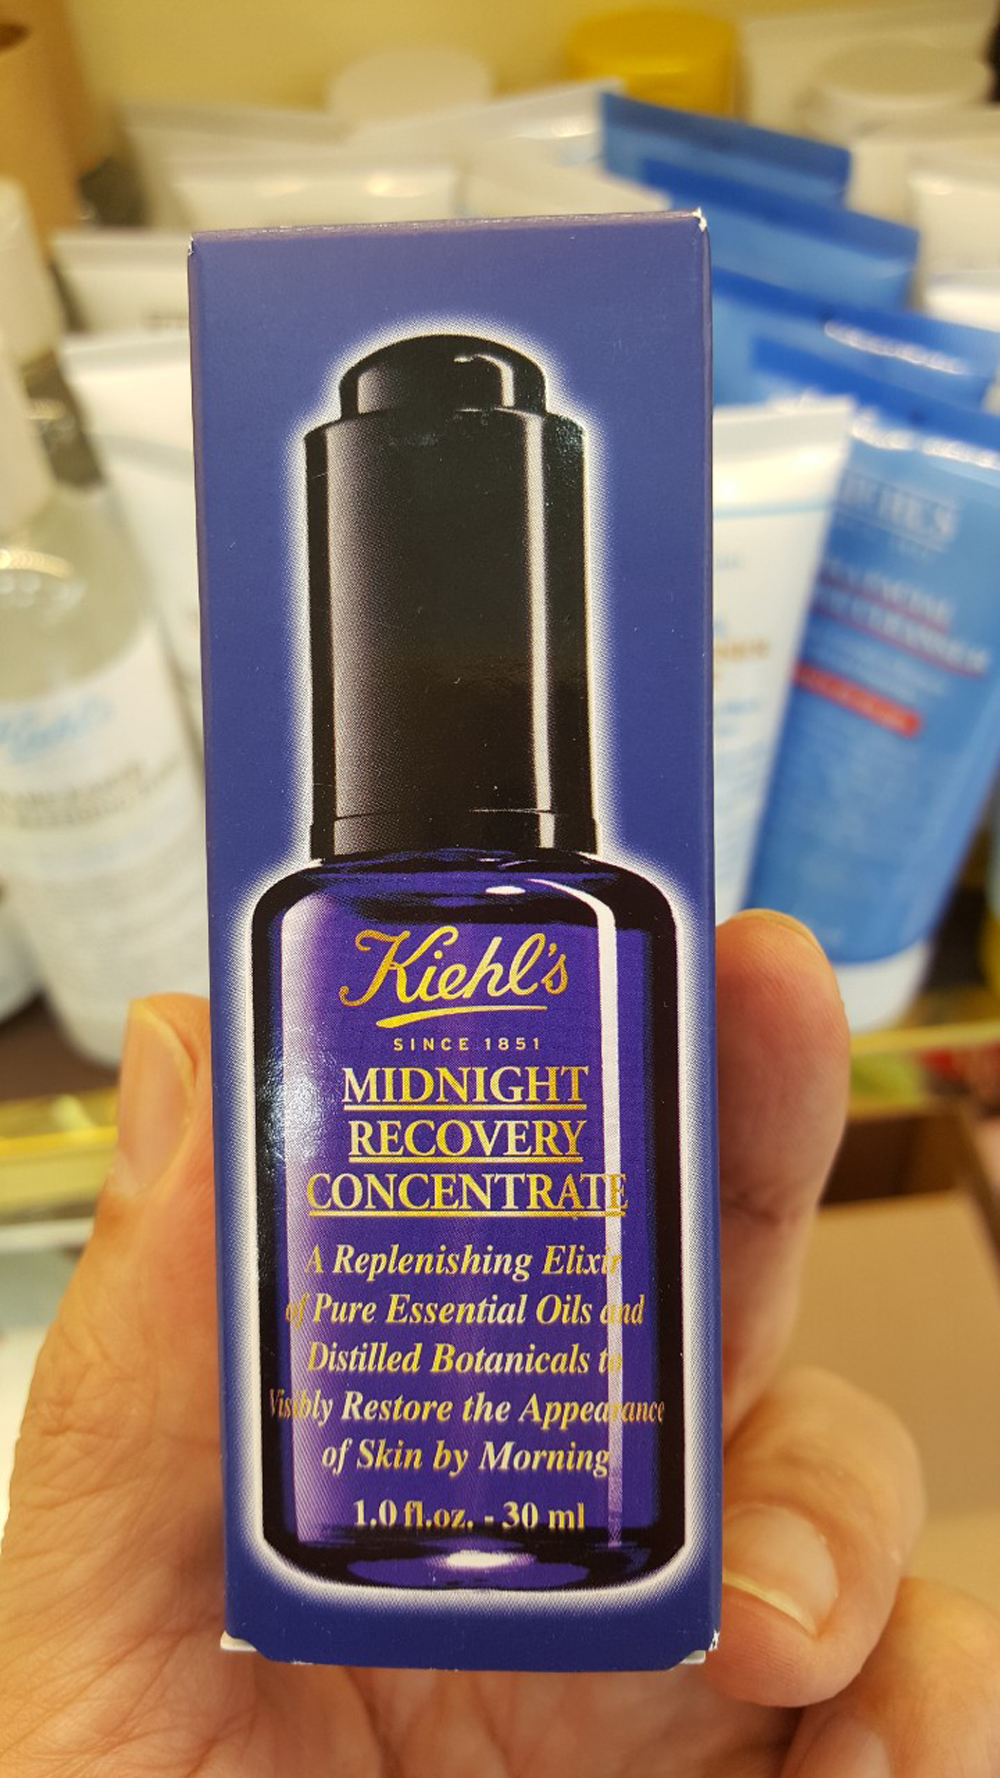 Kiehl's
SINCE 1851
MIDNIGHT
RECOVERY
CONCENTRATE
A Replenishing Elixir
of Pure Essential Oils and
Distilled Botanicals to
Visibly Restore the Appearance
of Skin by Morning
1.0 fl.oz. - 30 ml